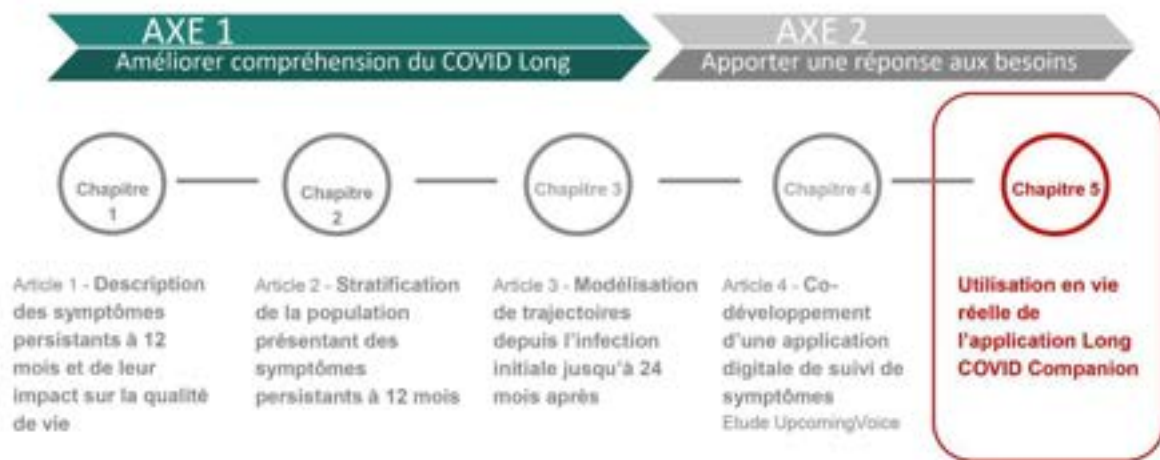 AXE 1
Améliorer compréhension du COVID Long
AXE 2
Apporter une réponse aux besoins
Chapitre
1
Chapitre
2
Chapitre 3
Chapitre 4
Chapitre 5
Article 1 - Description
des symptômes
persistants à 12
mois et de leur
impact sur la qualité
de vie
Article 2 - Stratification
de la population
présentant des
symptômes
persistants à 12 mois
Article 3 - Modélisation
de trajectoires
depuis l'infection
initiale jusqu'à 24
mois après
Article 4 - Co-
développement
d'une application
digitale de suivi de
symptômes
Etude UpcomingVoice
Utilisation en vie
réelle de
l'application Long
COVID Companion